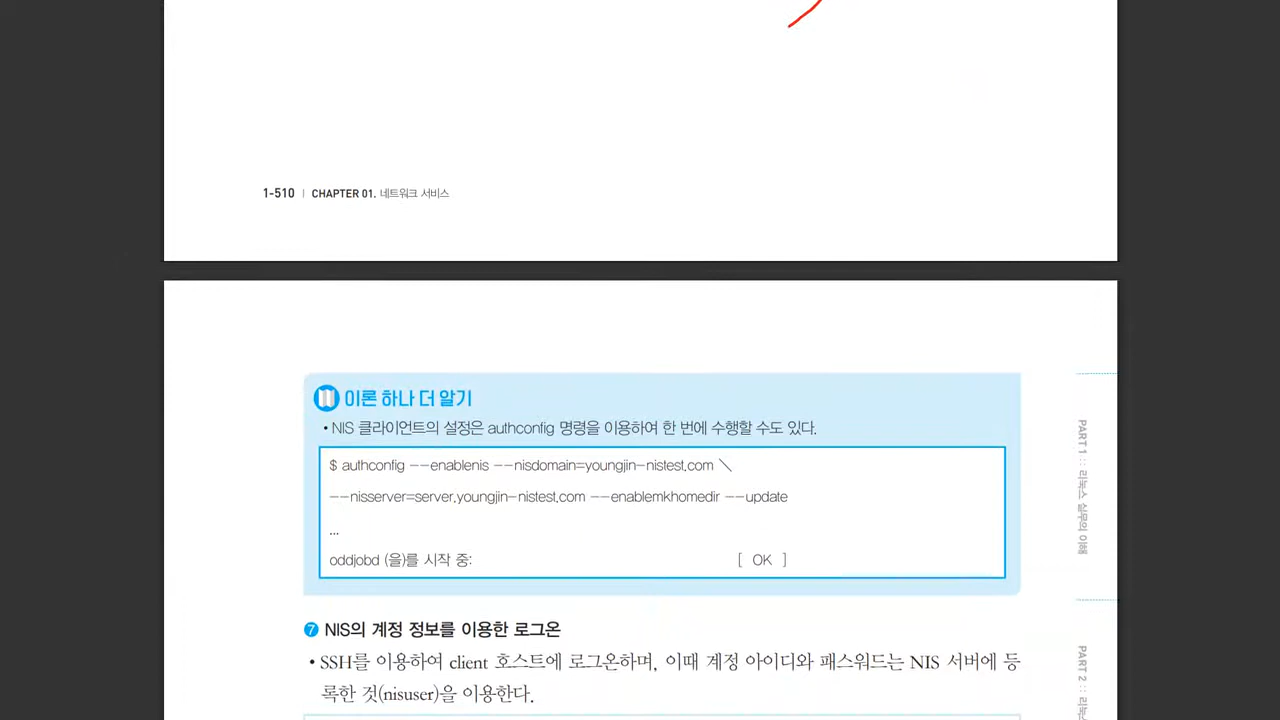 1-510 | CHAPTER 01. 네트워크 서비스
이론 하나 더 알기
• NIS 클라이언트의 설정은 authconfig 명령을 이용하여 한 번에 수행할 수도 있다.
$ authconfig --enablenis --nisdomain=youngjin-nistest.com \
--nisserver=server.youngjin-nistest.com --enablemkhomedir --update
...
oddjobd (을)를 시작 중: [ OK ]
PART 1 :: 리눅스 실무의 이해
7 NIS의 계정 정보를 이용한 로그온
• SSH를 이용하여 client 호스트에 로그온하며, 이때 계정 아이디와 패스워드는 NIS 서버에 등
록한 것(nisuser)을 이용한다.
PART 2 :: 리눅